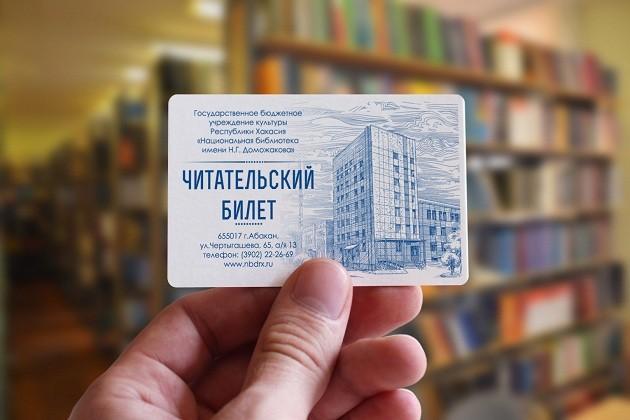 Государственное бюджетное
учреждение культуры
Республики Хакасия
«Национальная библиотека
имени Н.Г. Доможакова»
ЧИТАТЕЛЬСКИЙ
БИЛЕТ
655017 г.Абакан,
ул.Чертыгашева, 65, а/я 13
телефон: (3902) 22-26-69
www.nbdrx.ru